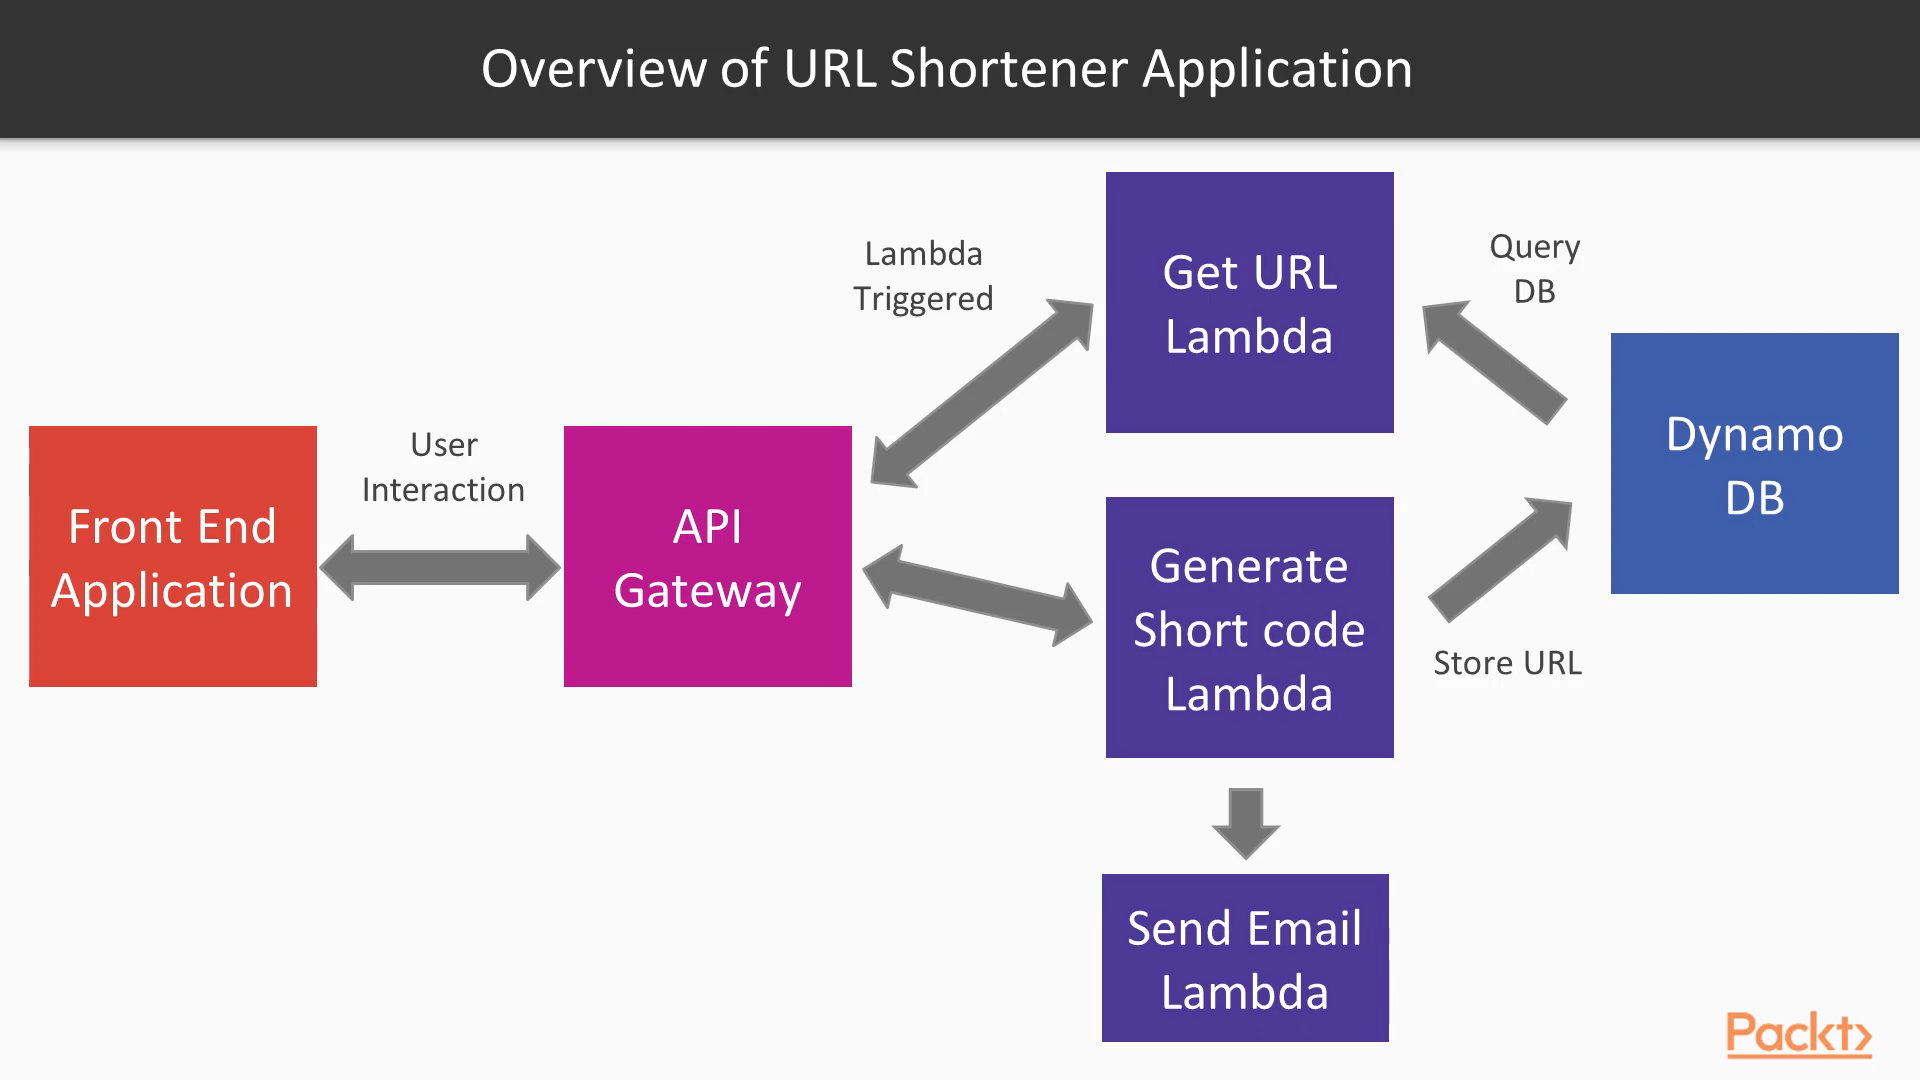 Overview of URL Shortener Application
Front End
Application
User
Interaction
API
Gateway
Lambda
Triggered
Get URL
Lambda
Query
DB
Dynamo
DB
Generate
Short code
Lambda
Store URL
Send Email
Lambda
Packt